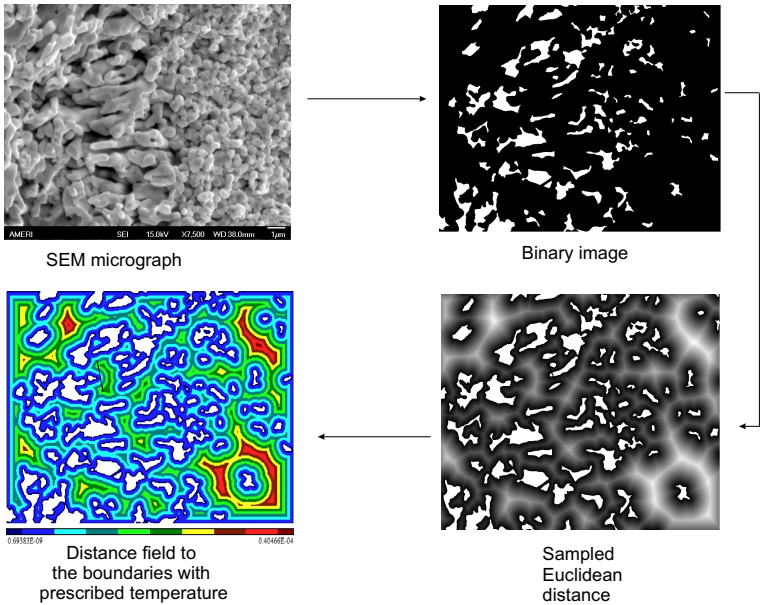 AMERI SEI 15.0kV X7,500 WD 38.0mm 1µm
SEM micrograph
Binary image
0.69383E-09 0.40466E-04
Distance field to
the boundaries with
prescribed temperature
Sampled
Euclidean
distance